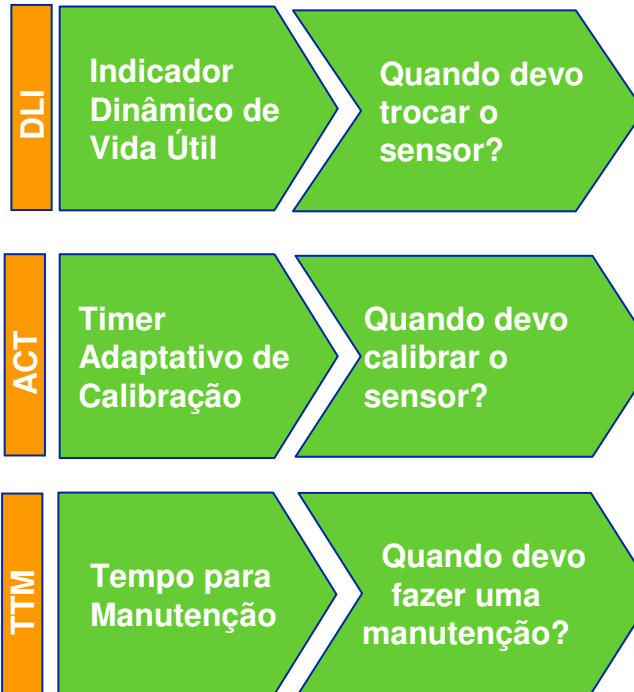 DLI
Indicador
Dinâmico de
Vida Útil
Quando devo
trocar o
sensor?
ACT
Timer
Adaptativo de
Calibração
Quando devo
calibrar o
sensor?
TTM
Tempo para
Manutenção
Quando devo
fazer uma
manutenção?